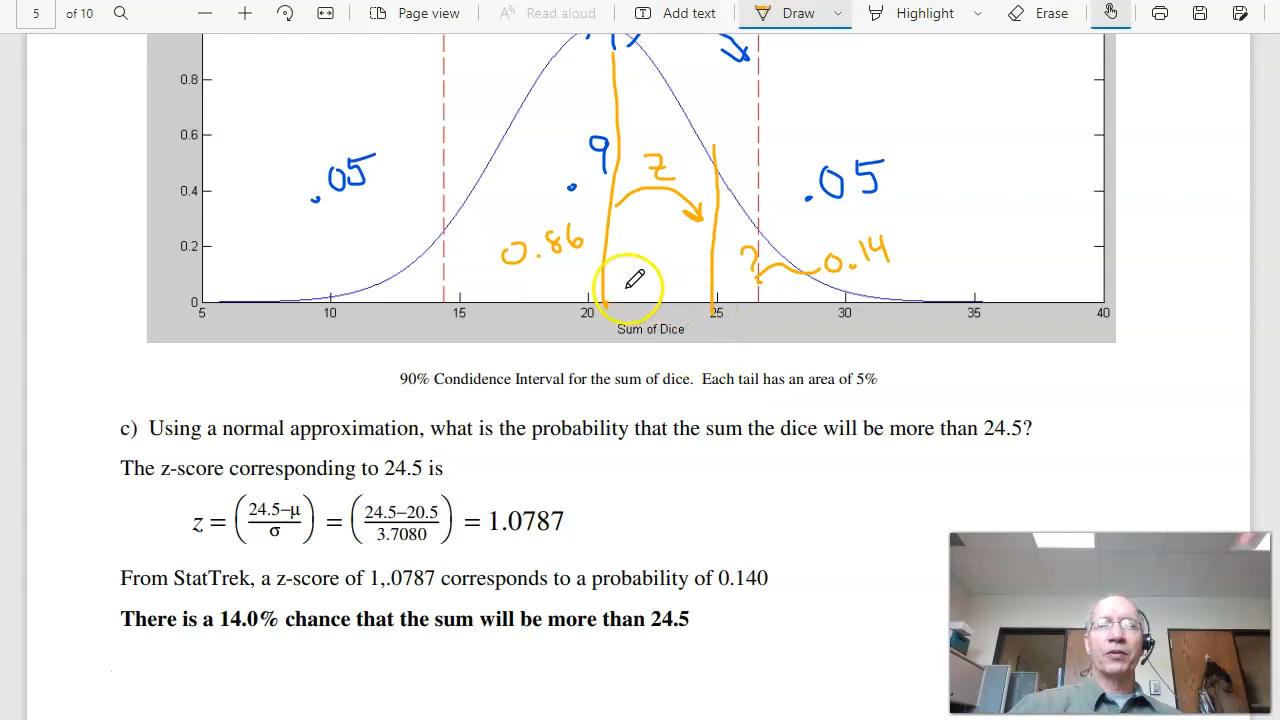 5 of 10 Page view Read aloud Add text Draw Highlight Erase
0.8
0.6
.05 .9 z .05
0.4
0.86 ? 0.14
0.2
0
5 10 15 20 25 30 35 40
Sum of Dice
90% Condidence Interval for the sum of dice. Each tail has an area of 5%
c) Using a normal approximation, what is the probability that the sum the dice will be more than 24.5?
The z-score corresponding to 24.5 is
z = (24.5–μ / σ) = (24.5–20.5 / 3.7080) = 1.0787
From StatTrek, a z-score of 1,.0787 corresponds to a probability of 0.140
There is a 14.0% chance that the sum will be more than 24.5